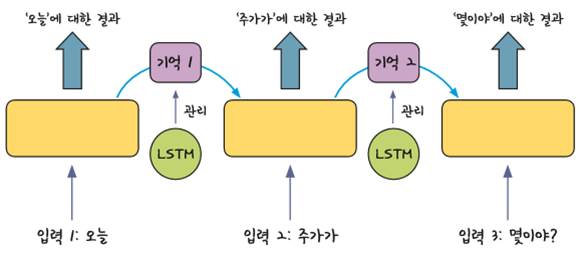 '오늘'에 대한 결과
'주가가'에 대한 결과
'몇이야'에 대한 결과
기억 1
기억 2
관리
관리
LSTM
LSTM
입력 1: 오늘
입력 2: 주가가
입력 3: 몇이야?